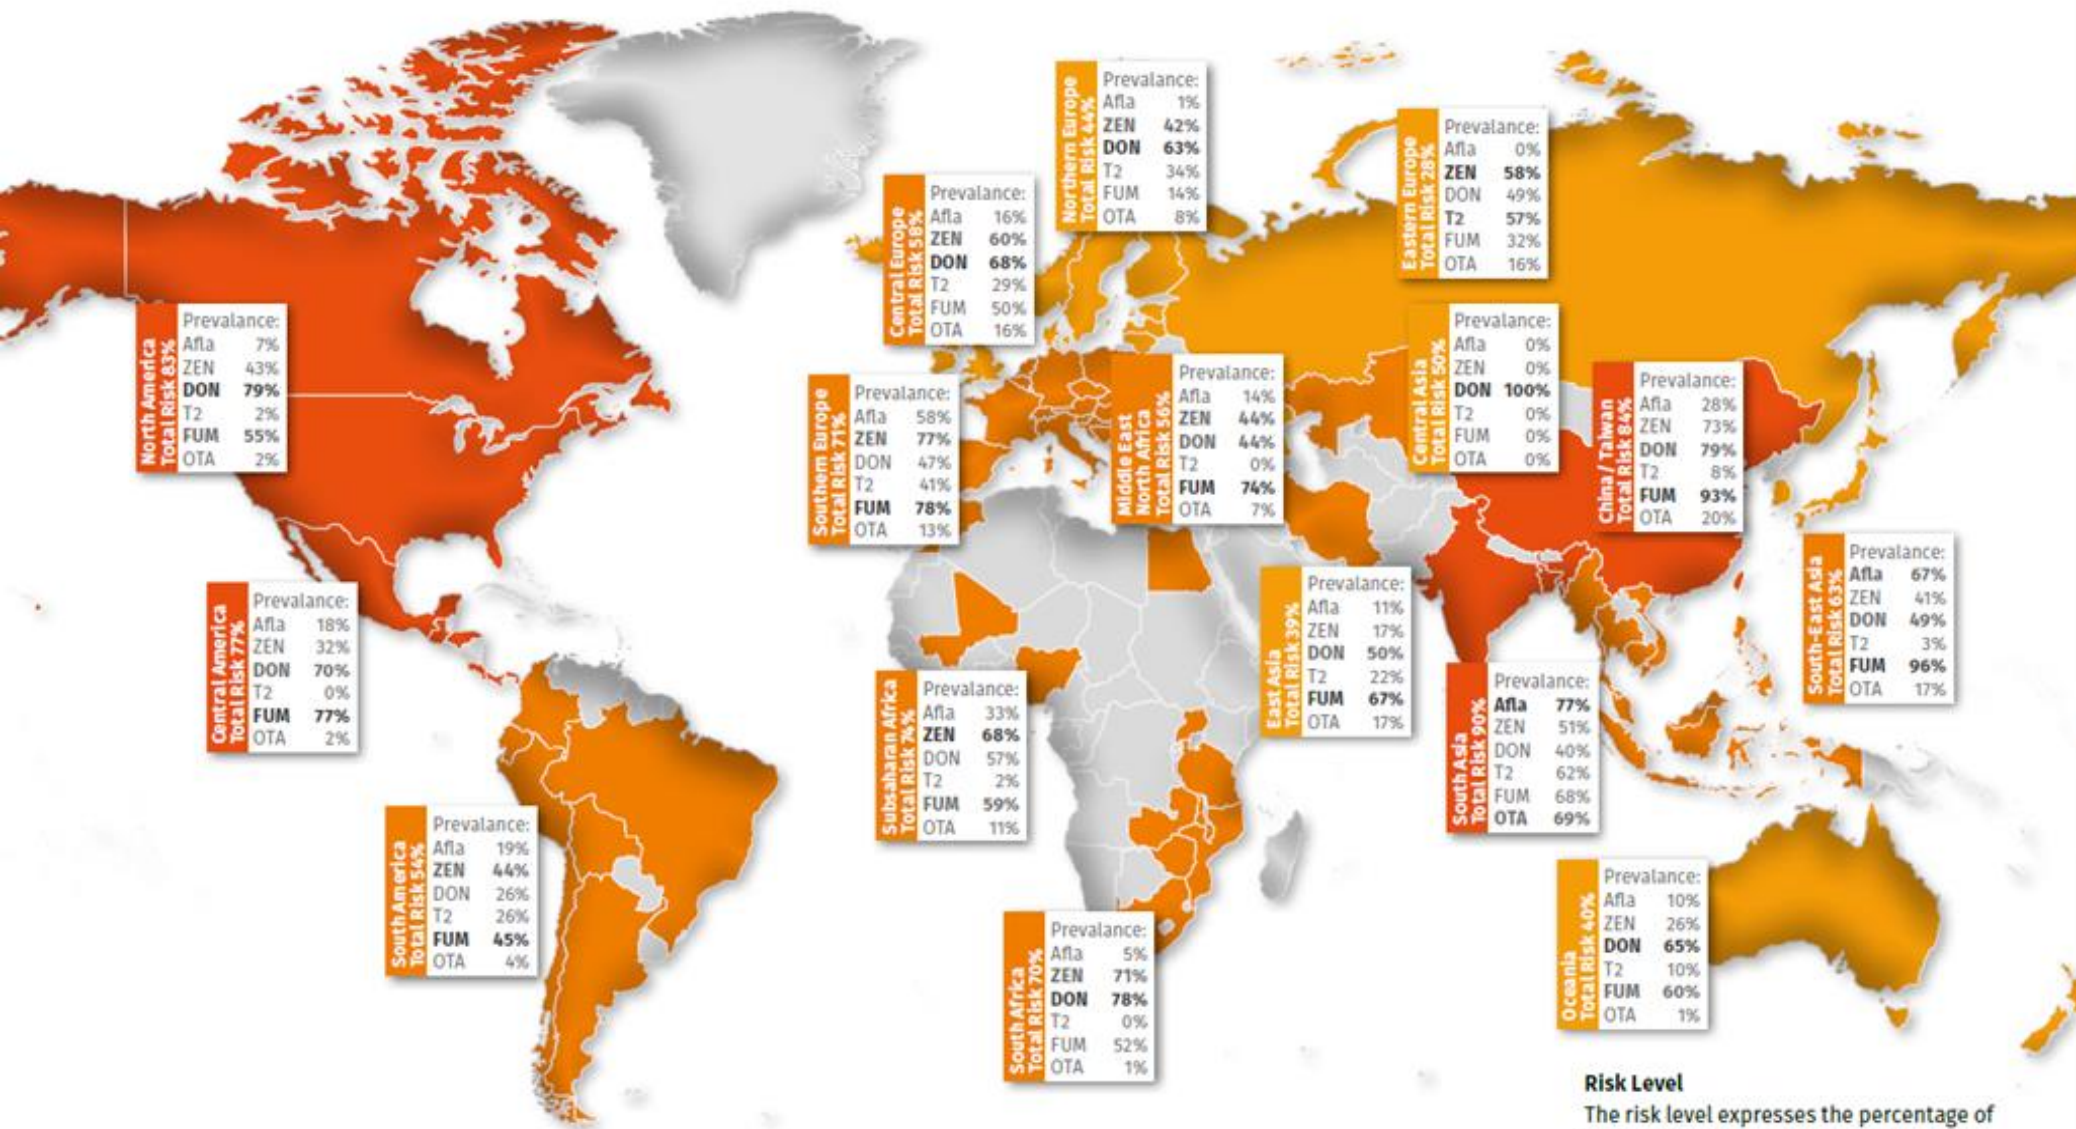 North America
Total Risk 83%
Prevalance:
Afla 7%
ZEN 43%
DON 79%
T2 2%
FUM 55%
OTA 2%
Central America
Total Risk 77%
Prevalance:
Afla 18%
ZEN 32%
DON 70%
T2 0%
FUM 77%
OTA 2%
South America
Total Risk 54%
Prevalance:
Afla 19%
ZEN 44%
DON 26%
T2 26%
FUM 45%
OTA 4%
Central Europe
Total Risk 58%
Prevalance:
Afla 16%
ZEN 60%
DON 68%
T2 29%
FUM 50%
OTA 16%
Northern Europe
Total Risk 44%
Prevalance:
Afla 1%
ZEN 42%
DON 63%
T2 34%
FUM 14%
OTA 8%
Eastern Europe
Total Risk 28%
Prevalance:
Afla 0%
ZEN 58%
DON 49%
T2 57%
FUM 32%
OTA 16%
Southern Europe
Total Risk 71%
Prevalance:
Afla 58%
ZEN 77%
DON 47%
T2 41%
FUM 78%
OTA 13%
Middle East
North Africa
Total Risk 56%
Prevalance:
Afla 14%
ZEN 44%
DON 44%
T2 0%
FUM 74%
OTA 7%
Central Asia
Total Risk 50%
Prevalance:
Afla 0%
ZEN 0%
DON 100%
T2 0%
FUM 0%
OTA 0%
China / Taiwan
Total Risk 84%
Prevalance:
Afla 28%
ZEN 73%
DON 79%
T2 8%
FUM 93%
OTA 20%
South-East Asia
Total Risk 63%
Prevalance:
Afla 67%
ZEN 41%
DON 49%
T2 3%
FUM 96%
OTA 17%
East Asia
Total Risk 39%
Prevalance:
Afla 11%
ZEN 17%
DON 50%
T2 22%
FUM 67%
OTA 17%
Subsaharan Africa
Total Risk 74%
Prevalance:
Afla 33%
ZEN 68%
DON 57%
T2 2%
FUM 59%
OTA 11%
South Asia
Total Risk 90%
Prevalance:
Afla 77%
ZEN 51%
DON 40%
T2 62%
FUM 68%
OTA 69%
South Africa
Total Risk 70%
Prevalance:
Afla 5%
ZEN 71%
DON 78%
T2 0%
FUM 52%
OTA 1%
Oceania
Total Risk 40%
Prevalance:
Afla 10%
ZEN 26%
DON 65%
T2 10%
FUM 60%
OTA 1%
Risk Level
The risk level expresses the percentage of